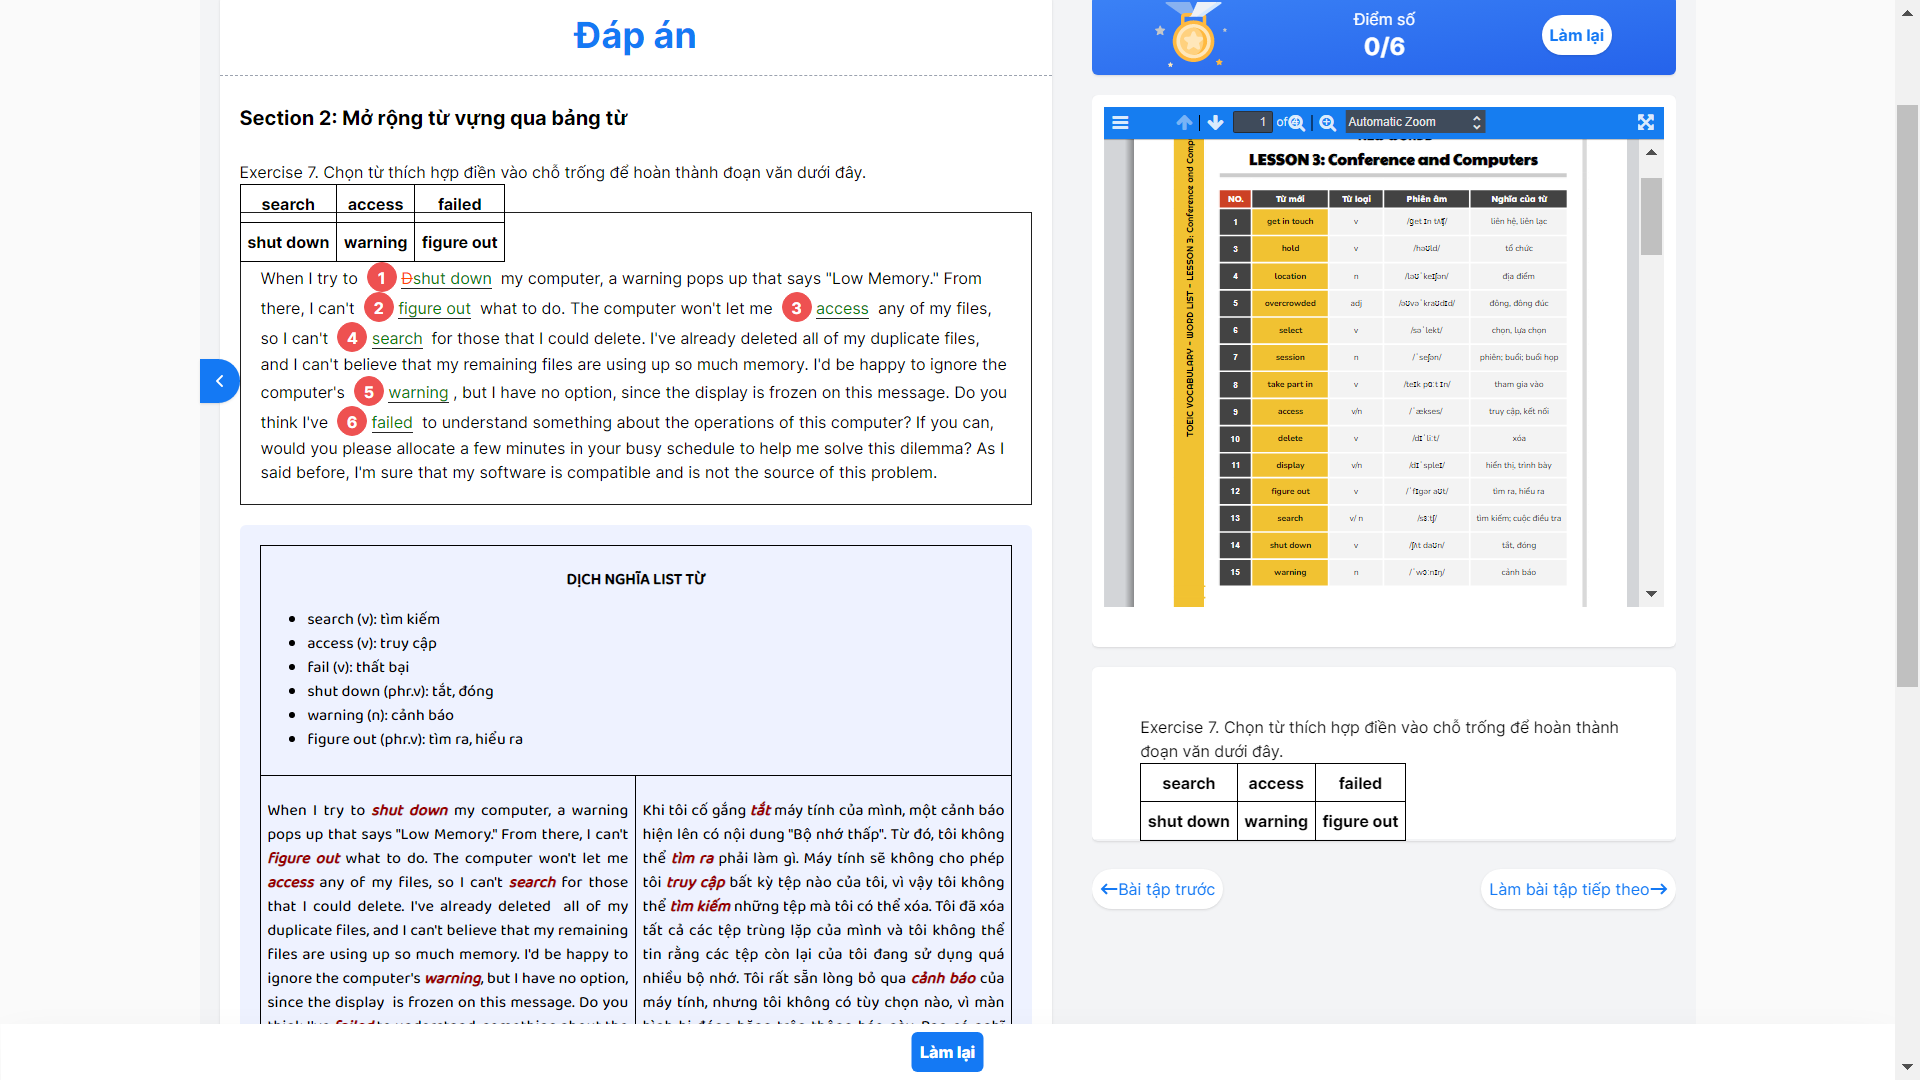 Đáp án
Section 2: Mở rộng từ vựng qua bảng từ
Exercise 7. Chọn từ thích hợp điền vào chỗ trống để hoàn thành đoạn văn dưới đây.
search access failed
shut down warning figure out
When I try to 1 Dshut down my computer, a warning pops up that says "Low Memory." From
there, I can't 2 figure out what to do. The computer won't let me 3 access any of my files,
so I can't 4 search for those that I could delete. I've already deleted all of my duplicate files,
and I can't believe that my remaining files are using up so much memory. I'd be happy to ignore the
computer's 5 warning , but I have no option, since the display is frozen on this message. Do you
think I've 6 failed to understand something about the operations of this computer? If you can,
would you please allocate a few minutes in your busy schedule to help me solve this dilemma? As I
said before, I'm sure that my software is compatible and is not the source of this problem.
DỊCH NGHĨA LIST TỪ
search (v): tìm kiếm
access (v): truy cập
fail (v): thất bại
shut down (phr.v): tắt, đóng
warning (n): cảnh báo
figure out (phr.v): tìm ra, hiểu ra
When I try to shut down my computer, a warning
pops up that says "Low Memory." From there, I can't
figure out what to do. The computer won't let me
access any of my files, so I can't search for those
that I could delete. I've already deleted all of my
duplicate files, and I can't believe that my remaining
files are using up so much memory. I'd be happy to
ignore the computer's warning, but I have no option,
since the display is frozen on this message. Do you
Khi tôi cố gắng tắt máy tính của mình, một cảnh báo
hiện lên có nội dung "Bộ nhớ thấp". Từ đó, tôi không
thể tìm ra phải làm gì. Máy tính sẽ không cho phép
tôi truy cập bất kỳ tệp nào của tôi, vì vậy tôi không
thể tìm kiếm những tệp mà tôi có thể xóa. Tôi đã xóa
tất cả các tệp trùng lặp của mình và tôi không thể
tin rằng các tệp còn lại của tôi đang sử dụng quá
nhiều bộ nhớ. Tôi rất sẵn lòng bỏ qua cảnh báo của
máy tính, nhưng tôi không có tùy chọn nào, vì màn
Điểm số
0/6
Làm lại
1 of Automatic Zoom
LESSON 3: Conference and Computers
TOEIC VOCABULARY - WORD LIST - LESSON 3: Conference and Comp
NO. Từ mới Từ loại Phiên âm Nghĩa của từ
1 get in touch v /ɡet ɪn tʌtʃ/ liên hệ, liên lạc
3 hold v /həʊld/ tổ chức
4 location n /ləʊˈkeɪʃən/ địa điểm
5 overcrowded adj /əʊvəˈkraʊdɪd/ đông, đông đúc
6 select v /səˈlekt/ chọn, lựa chọn
7 session n /ˈseʃən/ phiên; buổi; buổi họp
8 take part in v /teɪk pɑːt ɪn/ tham gia vào
9 access v/n /ˈækses/ truy cập, kết nối
10 delete v /dɪˈliːt/ xóa
11 display v/n /dɪˈspleɪ/ hiển thị, trình bày
12 figure out v /ˈfɪɡər aʊt/ tìm ra, hiểu ra
13 search v/ n /sɜːtʃ/ tìm kiếm; cuộc điều tra
14 shut down v /ʃʌt daʊn/ tắt, đóng
15 warning n /ˈwɔːnɪŋ/ cảnh báo
Exercise 7. Chọn từ thích hợp điền vào chỗ trống để hoàn thành
đoạn văn dưới đây.
search access failed
shut down warning figure out
Bài tập trước
Làm bài tập tiếp theo
Làm lại